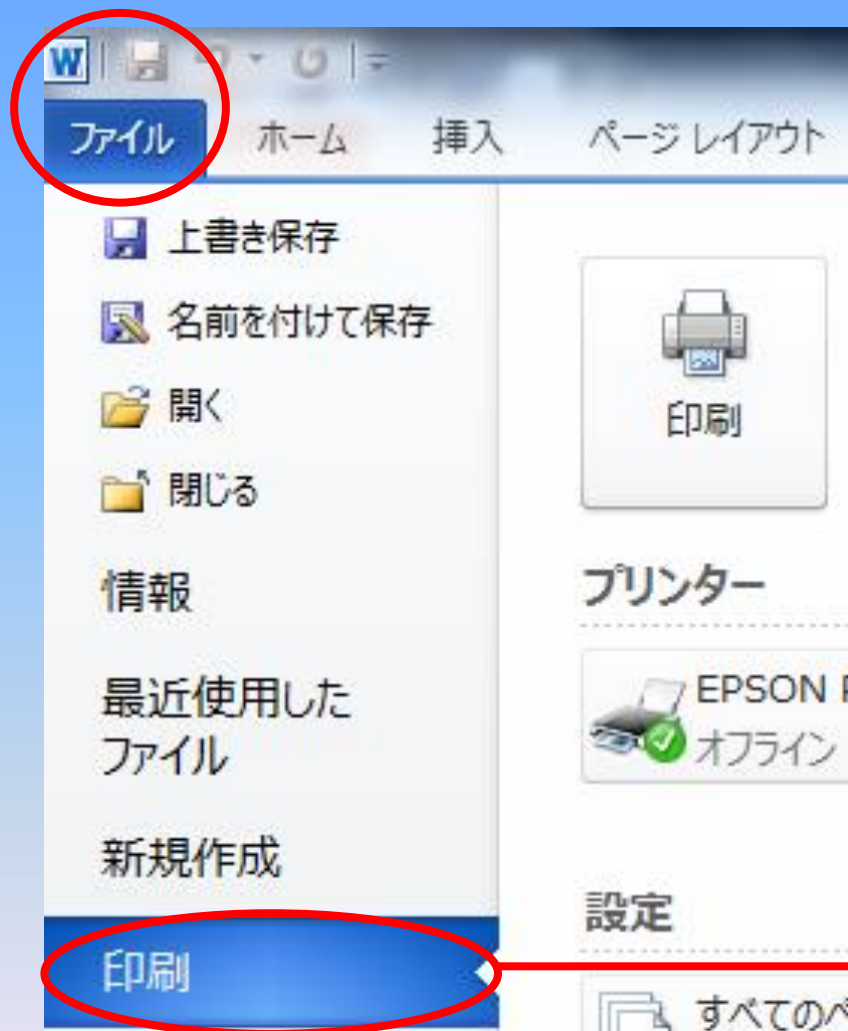 W
ファイル ホーム 挿入 ページ レイアウト
上書き保存
名前を付けて保存
開く
閉じる
情報
最近使用した
ファイル
新規作成
印刷
印刷
プリンター
EPSON
オフライン
設定
すべてのペ